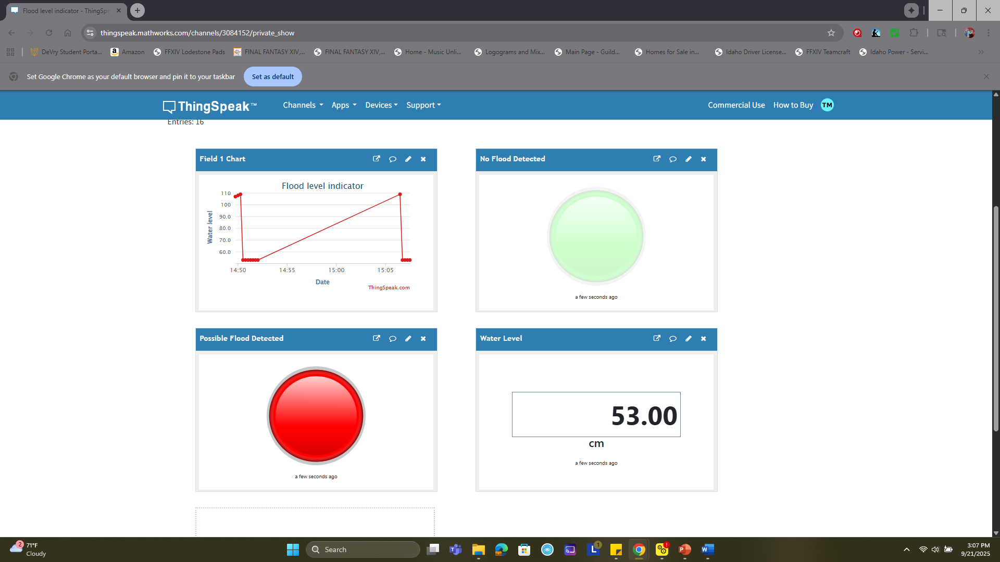 Flood level indicator - ThingSpe
thingspeak.mathworks.com/channels/3084152/private_show
DeVry Student Porta...
Amazon
FFXIV Lodestone Pads
FINAL FANTASY XIV,...
FINAL FANTASY XIV,...
Home - Music Unli...
Logograms and Mix...
Main Page - Guild...
Homes for Sale in...
Idaho Driver License...
FFXIV Teamcraft
Idaho Power - Servi...
Set Google Chrome as your default browser and pin it to your taskbar
Set as default
ThingSpeak™
Channels
Apps
Devices
Support
Commercial Use
How to Buy
TM
Entries: 16
Field 1 Chart
Flood level indicator
Water level
110
100
90.0
80.0
70.0
60.0
14:50
14:55
15:00
15:05
Date
ThingSpeak.com
No Flood Detected
a few seconds ago
Possible Flood Detected
a few seconds ago
Water Level
53.00
cm
a few seconds ago
2
71°F
Cloudy
Search
L
1
P
W
3:07 PM
9/21/2025